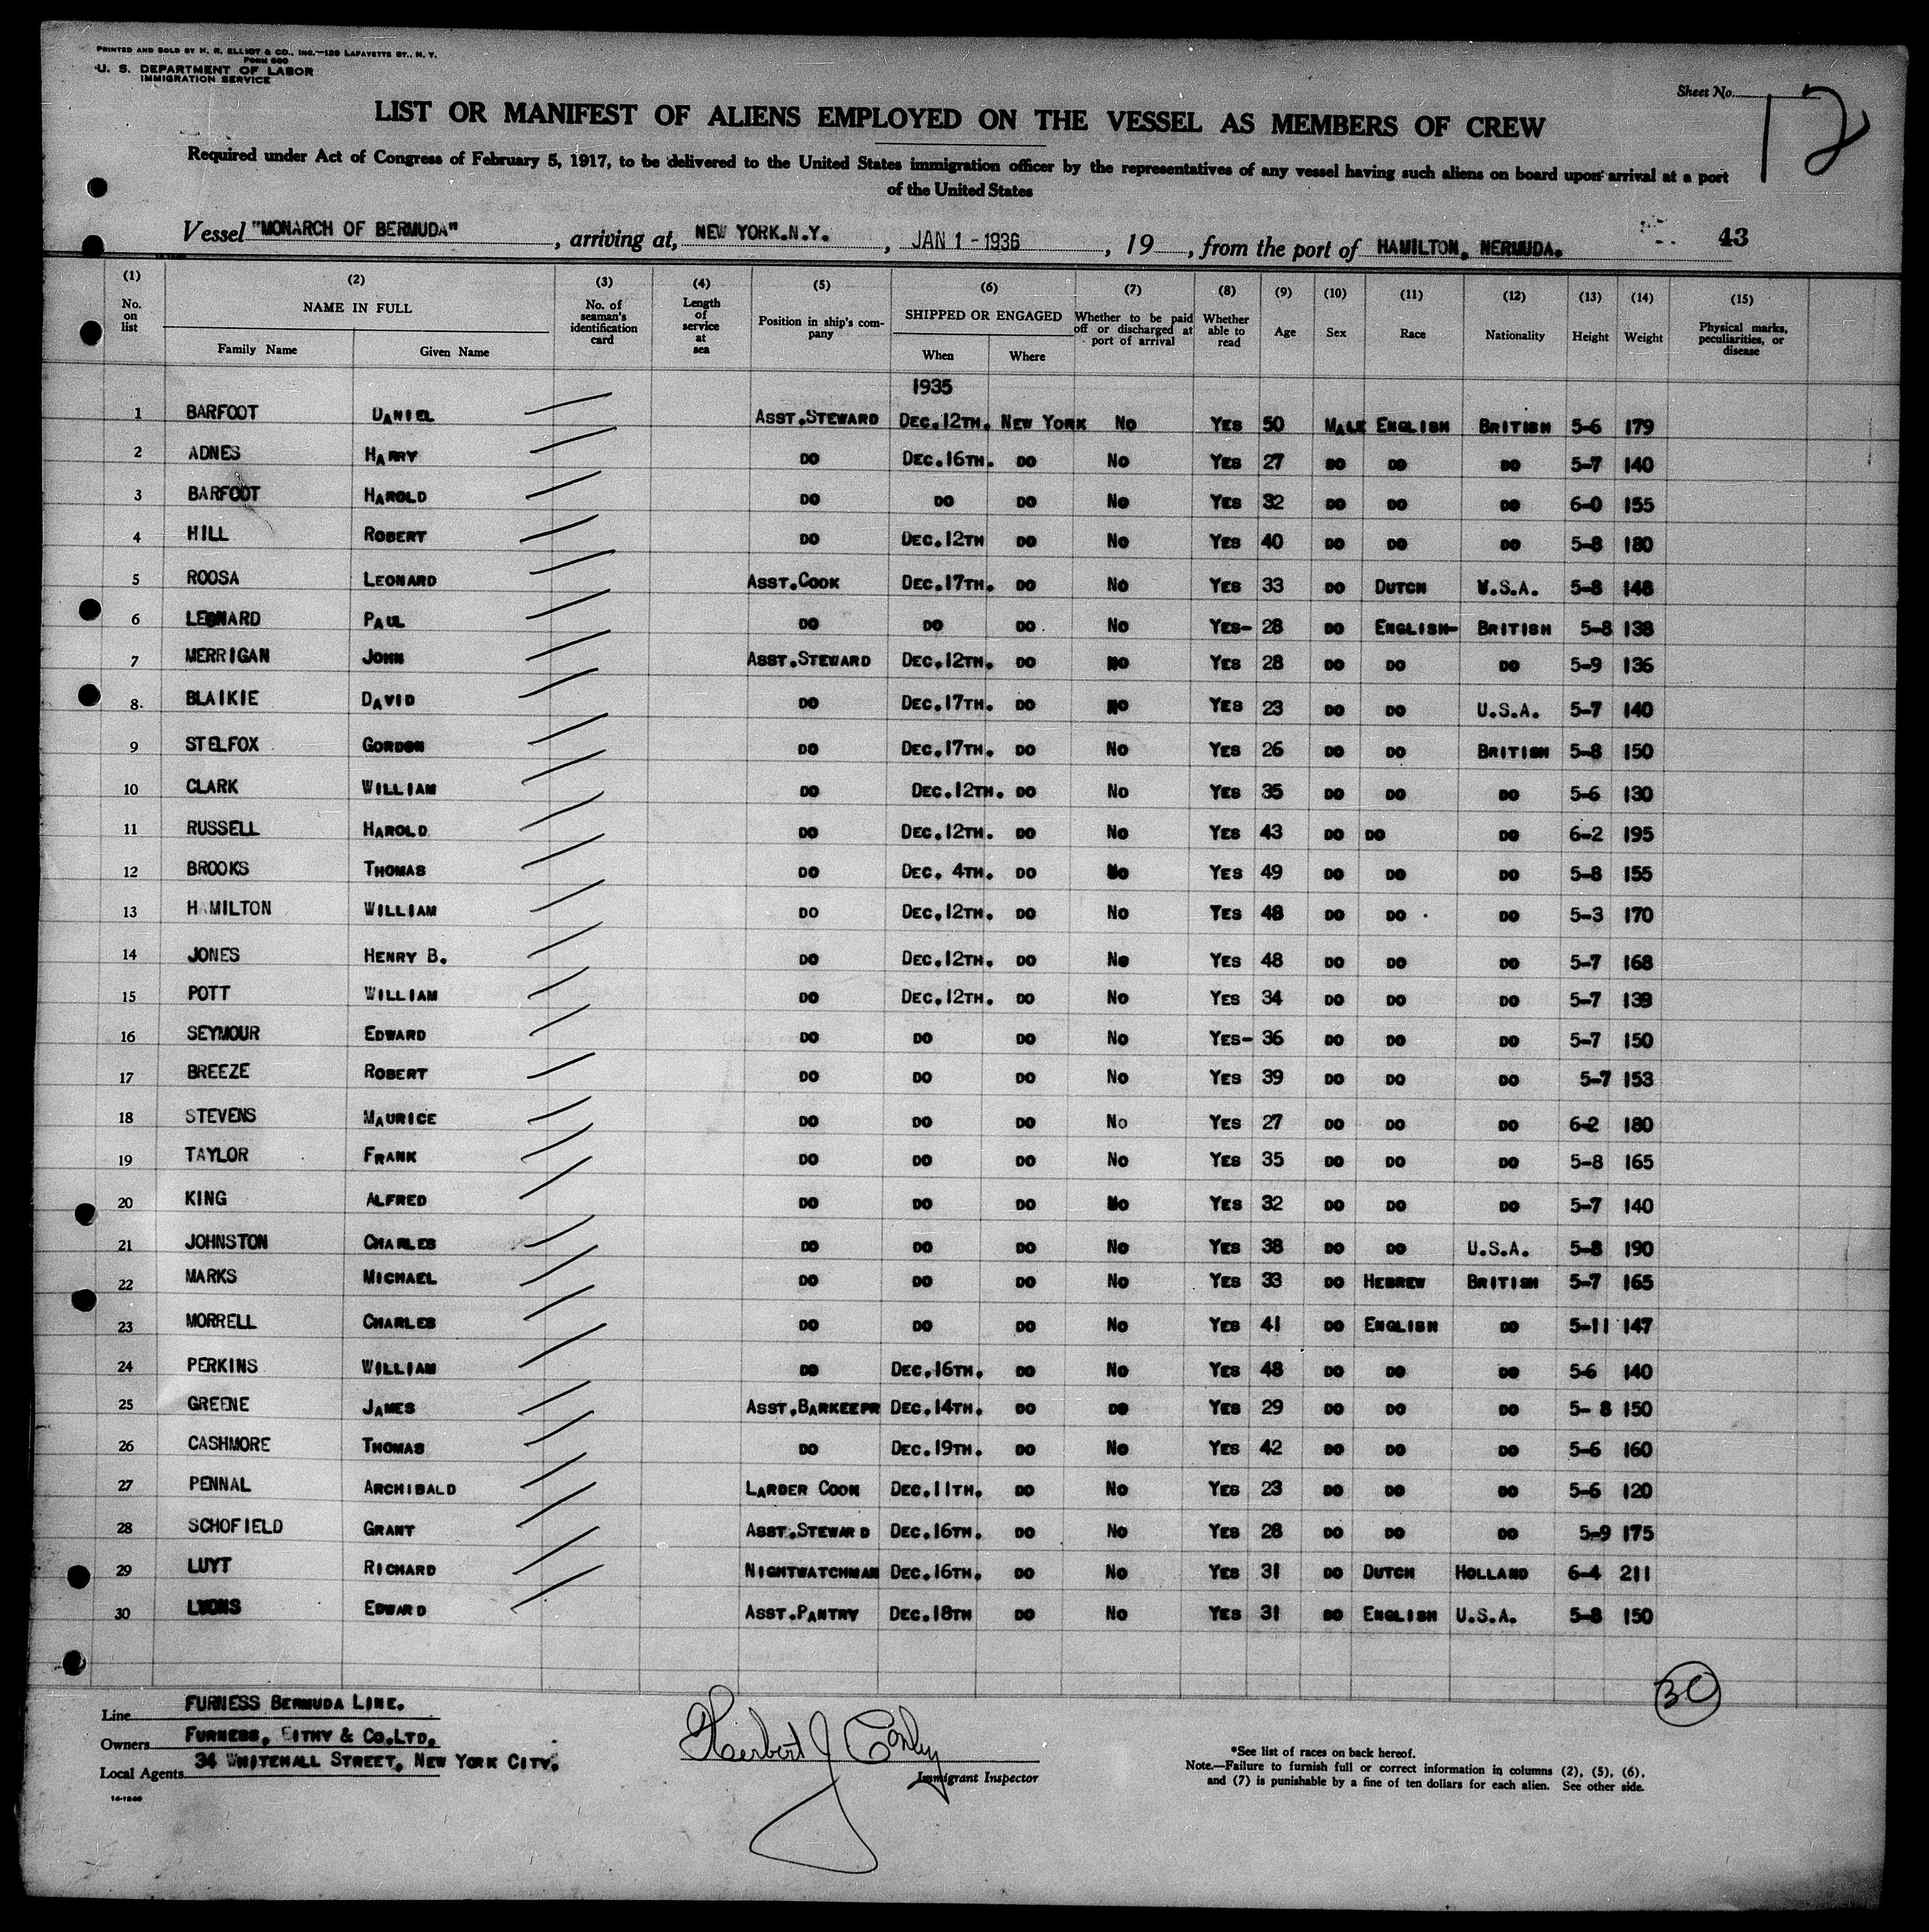 PRINTED AND SOLD BY H. R. ELLIOT & CO., INC.—129 LAFAYETTE ST., N. Y.
FORM 680
U. S. DEPARTMENT OF LABOR
IMMIGRATION SERVICE
Sheet No. 12
LIST OR MANIFEST OF ALIENS EMPLOYED ON THE VESSEL AS MEMBERS OF CREW
Required under Act of Congress of February 5, 1917, to be delivered to the United States immigration officer by the representatives of any vessel having such aliens on board upon arrival at a port
of the United States
Vessel "MONARCH OF BERMUDA", arriving at, NEW YORK.N.Y., JAN 1 - 1936, 19, from the port of HAMILTON, NERMUDA. 43
(1) (2) (3) (4) (5) (6) (7) (8) (9) (10) (11) (12) (13) (14) (15)
No. on list NAME IN FULL Family Name Given Name No. of seaman's identification card Length of service at sea Position in ship's company SHIPPED OR ENGAGED When Where Whether to be paid off or discharged at port of arrival Whether able to read Age Sex Race Nationality Height Weight Physical marks, peculiarities, or disease
1935
1 BARFOOT DANIEL ASST.STEWARD DEC.12TH. NEW YORK NO YES 50 MALE ENGLISH BRITISH 5-6 179
2 ADNES HARRY DO DEC.16TH. DO NO YES 27 DO DO DO 5-7 140
3 BARFOOT HAROLD DO DO DO NO YES 32 DO DO DO 6-0 155
4 HILL ROBERT DO DEC.12TH DO NO YES 40 DO DO DO 5-8 180
5 ROOSA LEONARD ASST.COOK DEC.17TH. DO NO YES 33 DO DUTCH U.S.A. 5-8 148
6 LEONARD PAUL DO DO DO. NO YES- 28 DO ENGLISH- BRITISH 5-8 138
7 MERRIGAN JOHN ASST.STEWARD DEC.12TH. DO NO YES 28 DO DO DO 5-9 136
8. BLAIKIE DAVID DO DEC.17TH. DO NO YES 23 DO DO U.S.A. 5-7 140
9 STELFOX GORDON DO DEC.17TH. DO NO YES 26 DO DO BRITISH 5-8 150
10 CLARK WILLIAM DO DEC.12TH. DO NO YES 35 DO DO DO 5-6 130
11 RUSSELL HAROLD DO DEC.12TH. DO NO YES 43 DO DO DO 6-2 195
12 BROOKS THOMAS DO DEC. 4TH. DO NO YES 49 DO DO DO 5-8 155
13 HAMILTON WILLIAM DO DEC.12TH. DO NO YES 48 DO DO DO 5-3 170
14 JONES HENRY B. DO DEC.12TH. DO NO YES 48 DO DO DO 5-7 168
15 POTT WILLIAM DO DEC.12TH. DO NO YES 34 DO DO DO 5-7 139
16 SEYMOUR EDWARD DO DO DO NO YES- 36 DO DO DO 5-7 150
17 BREEZE ROBERT DO DO DO NO YES 39 DO DO DO 5-7 153
18 STEVENS MAURICE DO DO DO NO YES 27 DO DO DO 6-2 180
19 TAYLOR FRANK DO DO DO NO YES 35 DO DO DO 5-8 165
20 KING ALFRED DO DO DO NO YES 32 DO DO DO 5-7 140
21 JOHNSTON CHARLES DO DO DO NO YES 38 DO DO U.S.A. 5-8 190
22 MARKS MICHAEL DO DO DO NO YES 33 DO HEBREW BRITISH 5-7 165
23 MORRELL CHARLES DO DO DO NO YES 41 DO ENGLISH DO 5-11 147
24 PERKINS WILLIAM DO DEC.16TH. DO NO YES 48 DO DO DO 5-6 140
25 GREENE JAMES ASST.BARKEEPR DEC.14TH. DO DO YES 29 DO DO DO 5- 8 150
26 CASHMORE THOMAS DO DEC.19TH. DO NO YES 42 DO DO DO 5-6 160
27 PENNAL ARCHIBALD LARDER COOK DEC.11TH. DO NO YES 23 DO DO DO 5-6 120
28 SCHOFIELD GRANT ASST.STEWARD DEC.16TH. DO NO YES 28 DO DO DO 5-9 175
29 LUYT RICHARD NIGHTWATCHMAN DEC.16TH. DO NO YES 31 DO DUTCH HOLLAND 6-4 211
30 LYONS EDWARD ASST.PANTRY DEC.18TH DO NO YES 31 DO ENGLISH U.S.A. 5-8 150
30
Line FURNESS BERMUDA LINE.
Owners FURNESS, WITHY & CO.LTD.
Local Agents 34 WHITEHALL STREET, NEW YORK CITY.
14-1240
Herbert J Conley
Immigrant Inspector
*See list of races on back hereof.
Note.—Failure to furnish full or correct information in columns (2), (5), (6),
and (7) is punishable by a fine of ten dollars for each alien. See other side.